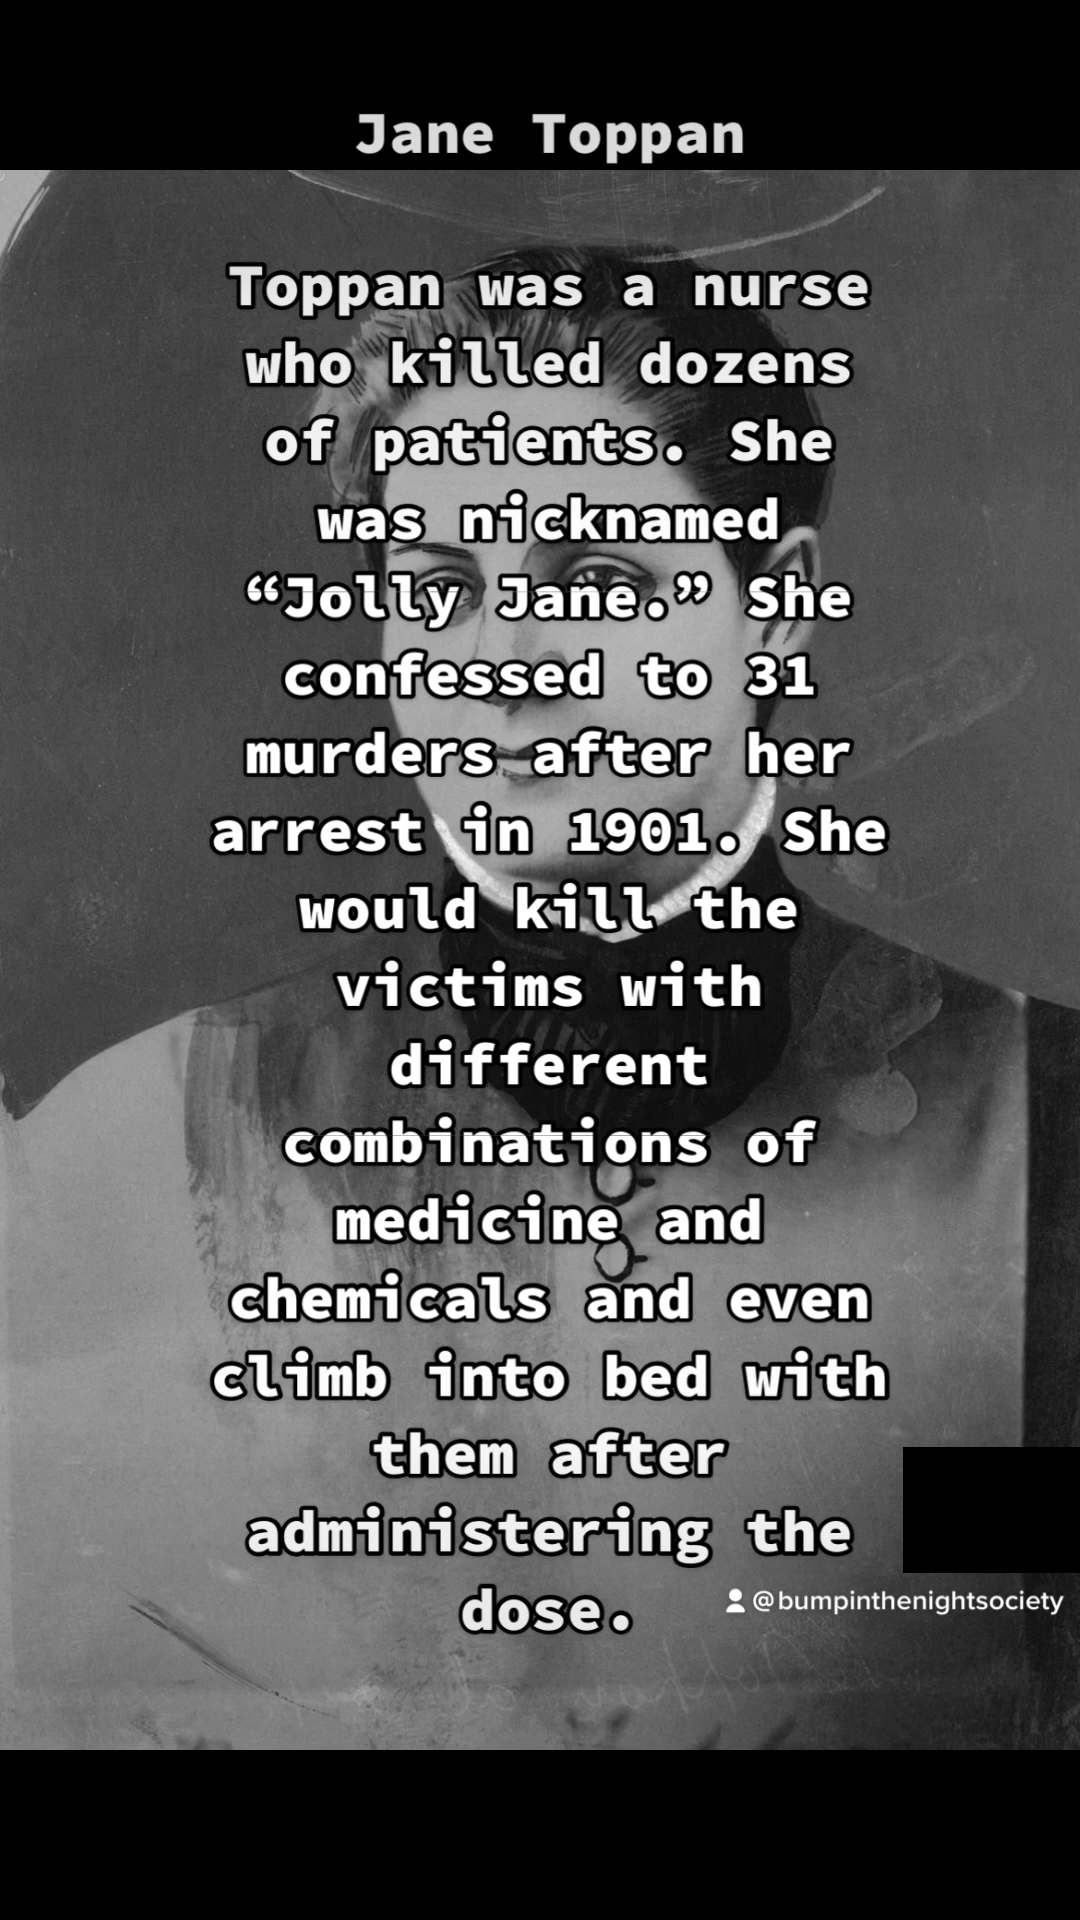 Jane Toppan
Toppan was a nurse
who killed dozens
of patients. She
was nicknamed
“Jolly Jane.” She
confessed to 31
murders after her
arrest in 1901. She
would kill the
victims with
different
combinations of
medicine and
chemicals and even
climb into bed with
them after
administering the
dose.
@bumpinthenightsociety